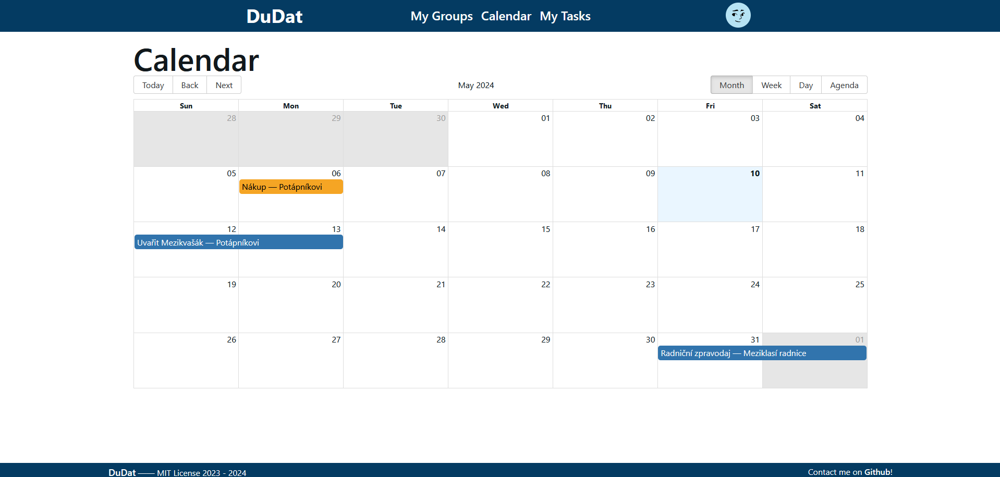 DuDat My Groups Calendar My Tasks
Calendar
Today Back Next May 2024 Month Week Day Agenda
Sun Mon Tue Wed Thu Fri Sat
28 29 30 01 02 03 04
05 06 07 08 09 10 11
Nákup — Potápníkovi
12 13 14 15 16 17 18
Uvařit Mezikvašák — Potápníkovi
19 20 21 22 23 24 25
26 27 28 29 30 31 01
Radniční zpravodaj — Meziklasí radnice
DuDat —— MIT License 2023 - 2024 Contact me on Github!